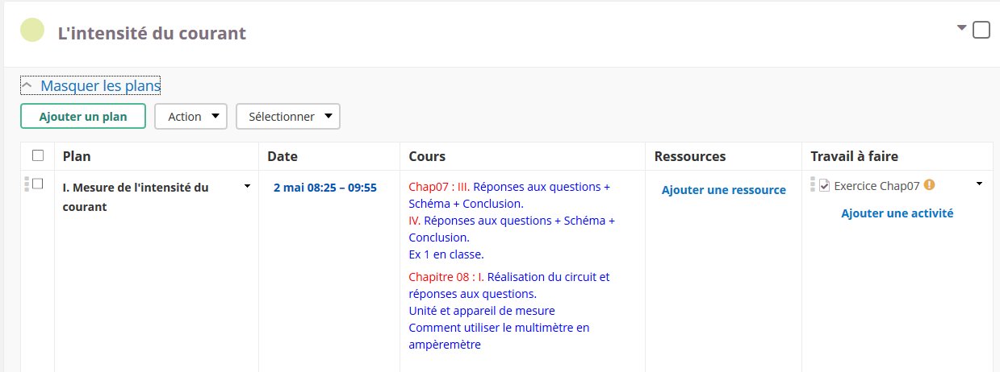 L'intensité du courant
Masquer les plans
Ajouter un plan
Action
Sélectionner
Plan
Date
Cours
Ressources
Travail à faire
I. Mesure de l'intensité du
courant
2 mai 08:25 – 09:55
Chap07 : III. Réponses aux questions +
Schéma + Conclusion.
IV. Réponses aux questions + Schéma +
Conclusion.
Ex 1 en classe.
Chapitre 08 : I. Réalisation du circuit et
réponses aux questions.
Unité et appareil de mesure
Comment utiliser le multimètre en
ampèremètre
Ajouter une ressource
Exercice Chap07
Ajouter une activité